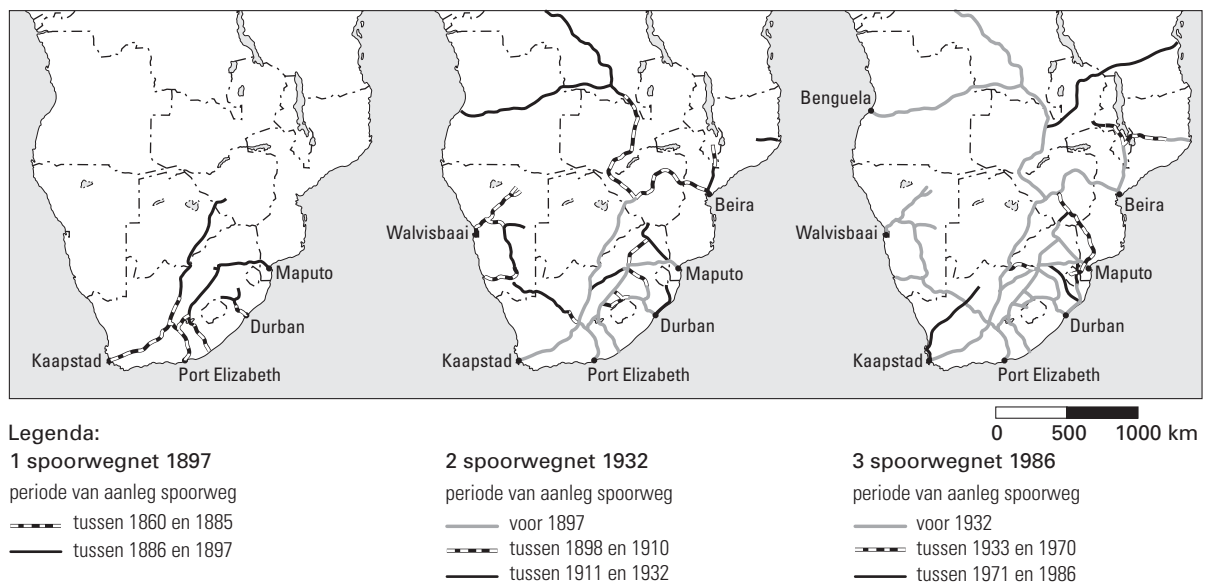 Maputo
Durban
Kaapstad
Port Elizabeth
Beira
Walvisbaai
Maputo
Durban
Kaapstad
Port Elizabeth
Benguela
Beira
Walvisbaai
Maputo
Durban
Kaapstad
Port Elizabeth
0 500 1000 km
Legenda:
1 spoorwegnet 1897
periode van aanleg spoorweg
tussen 1860 en 1885
tussen 1886 en 1897
2 spoorwegnet 1932
periode van aanleg spoorweg
voor 1897
tussen 1898 en 1910
tussen 1911 en 1932
3 spoorwegnet 1986
periode van aanleg spoorweg
voor 1932
tussen 1933 en 1970
tussen 1971 en 1986